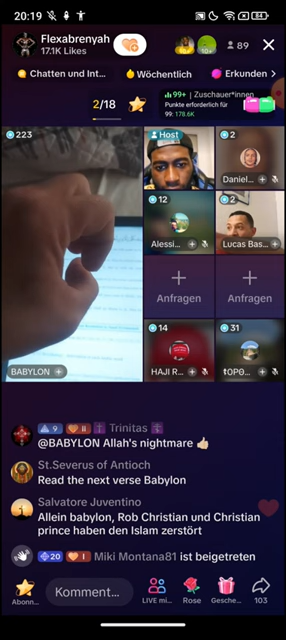 20:19
84
Flexabrenyah
17.1K Likes
10+
89
Chatten und Int...
Wöchentlich
Erkunden
2/18
99+ Zuschauer*innen
Punkte erforderlich für
99: 178.6K
223
Host
2
Daniel...
12
Alessi...
2
Lucas Bas...
Anfragen
Anfragen
BABYLON
14
HAJI R...
31
9 II Trinitas
@BABYLON Allah's nightmare 👍🏼
St.Severus of Antioch
Read the next verse Babylon
Salvatore Juventino
Allein babylon, Rob Christian und Christian
prince haben den Islam zerstört
20 I Miki Montana81 ist beigetreten
Abonn...
Komment...
LIVE mi...
Rose
Gesche...
103